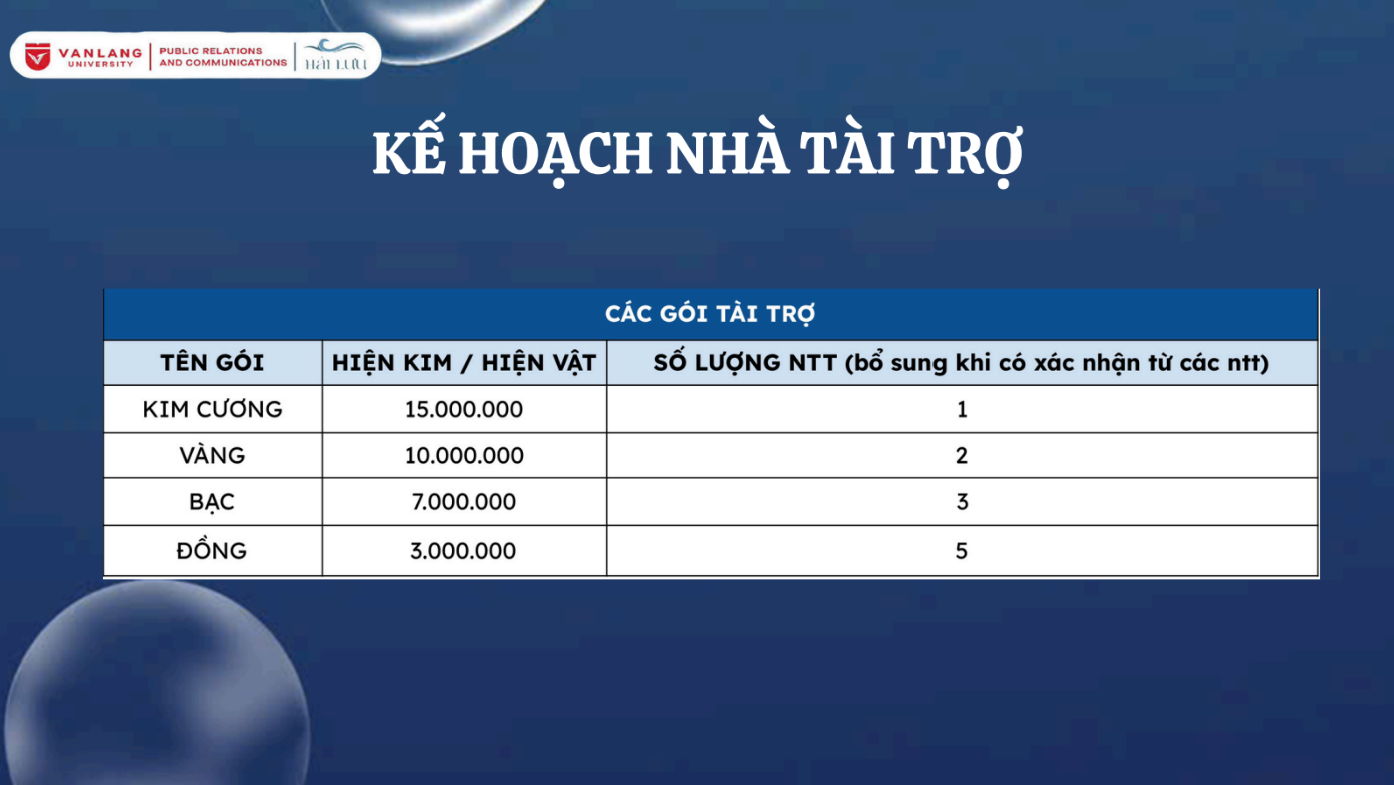 VANLANG
UNIVERSITY
PUBLIC RELATIONS
AND COMMUNICATIONS
HẢI LƯU
KẾ HOẠCH NHÀ TÀI TRỢ
CÁC GÓI TÀI TRỢ
TÊN GÓI HIỆN KIM / HIỆN VẬT SỐ LƯỢNG NTT (bổ sung khi có xác nhận từ các ntt)
KIM CƯƠNG 15.000.000 1
VÀNG 10.000.000 2
BẠC 7.000.000 3
ĐỒNG 3.000.000 5